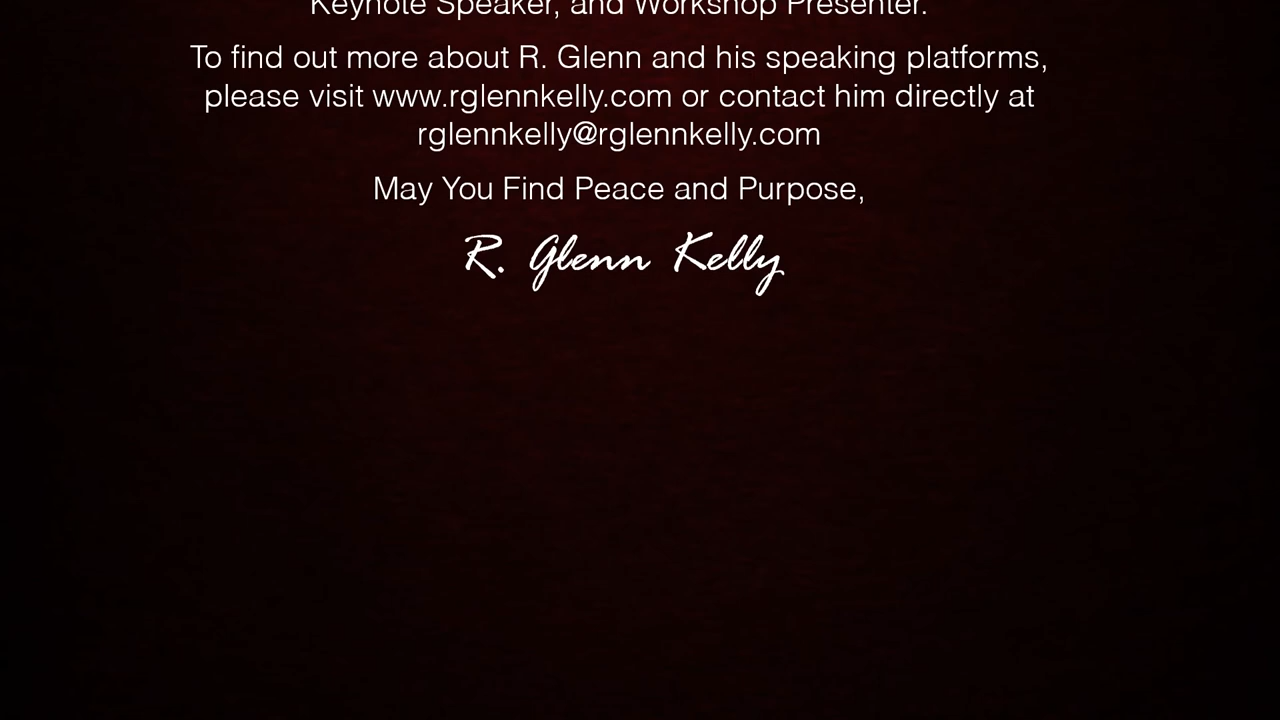 Keynote Speaker, and Workshop Presenter.
To find out more about R. Glenn and his speaking platforms,
please visit www.rglennkelly.com or contact him directly at
rglennkelly@rglennkelly.com
May You Find Peace and Purpose,
R. Glenn Kelly